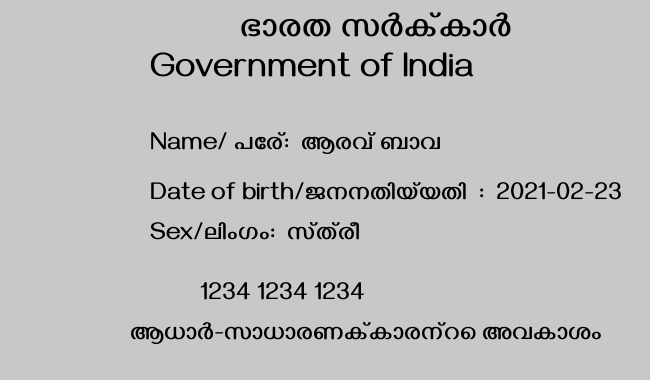 ഭാരത സർക്കാർ
Government of India
Name/ പേര്: ആരവ് ബാവ
Date of birth/ജനനതിയ്യതി : 2021-02-23
Sex/ലിംഗം: സ്ത്രീ
1234 1234 1234
ആധാർ-സാധാരണക്കാരന്റെ അവകാശം